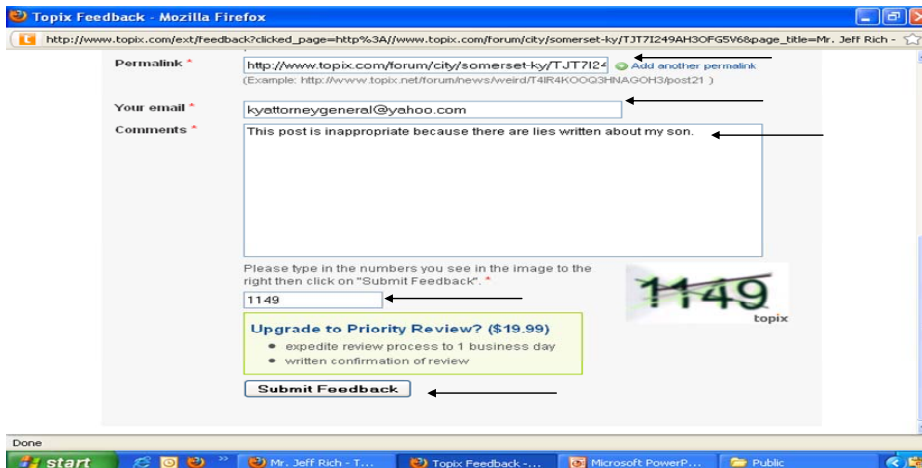 Topix Feedback - Mozilla Firefox
http://www.topix.com/ext/feedback?clicked_page=http%3A//www.topix.com/forum/city/somerset-ky/TJT7I249AH3OFG5V6&page_title=Mr. Jeff Rich -
Permalink *
http://www.topix.com/forum/city/somerset-ky/TJT7I24
Add another permalink
(Example: http://www.topix.net/forum/news/weird/T4IR4KOOQ3HNAGOH3/post21 )
Your email *
kyattorneygeneral@yahoo.com
Comments *
This post is inappropriate because there are lies written about my son.
Please type in the numbers you see in the image to the
right then click on "Submit Feedback". *
1149
1149
topix
Upgrade to Priority Review? ($19.99)
expedite review process to 1 business day
written confirmation of review
Submit Feedback
Done
start
Mr. Jeff Rich - T...
Topix Feedback -...
Microsoft PowerP...
Public